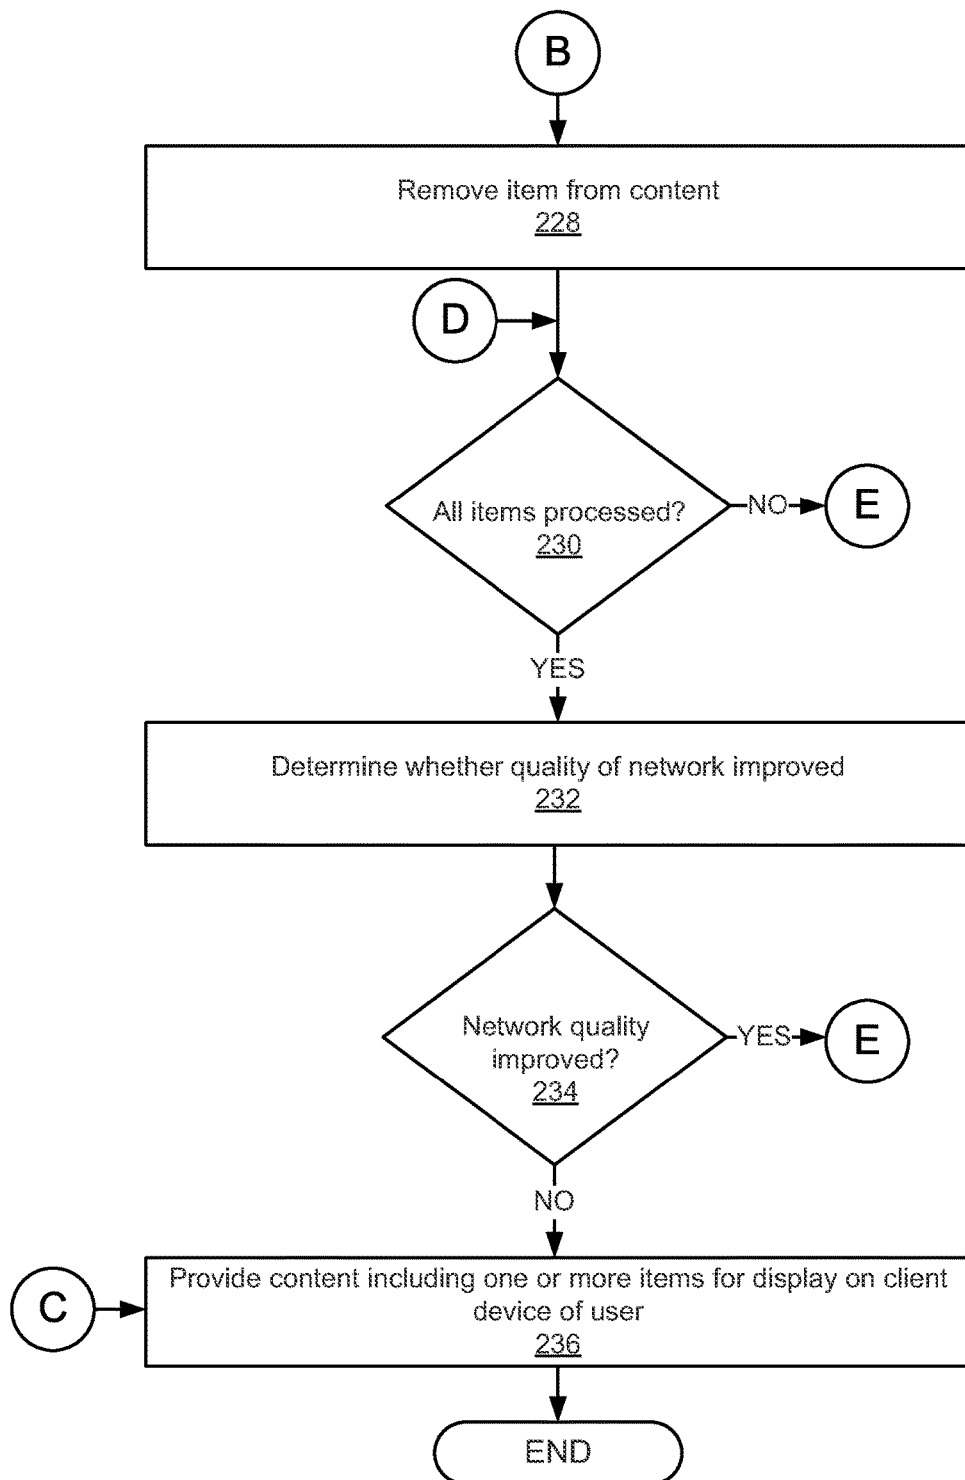 B
Remove item from content
228
D
All items processed?
230
NO
E
YES
Determine whether quality of network improved
232
Network quality
improved?
234
YES
E
NO
C
Provide content including one or more items for display on client
device of user
236
END